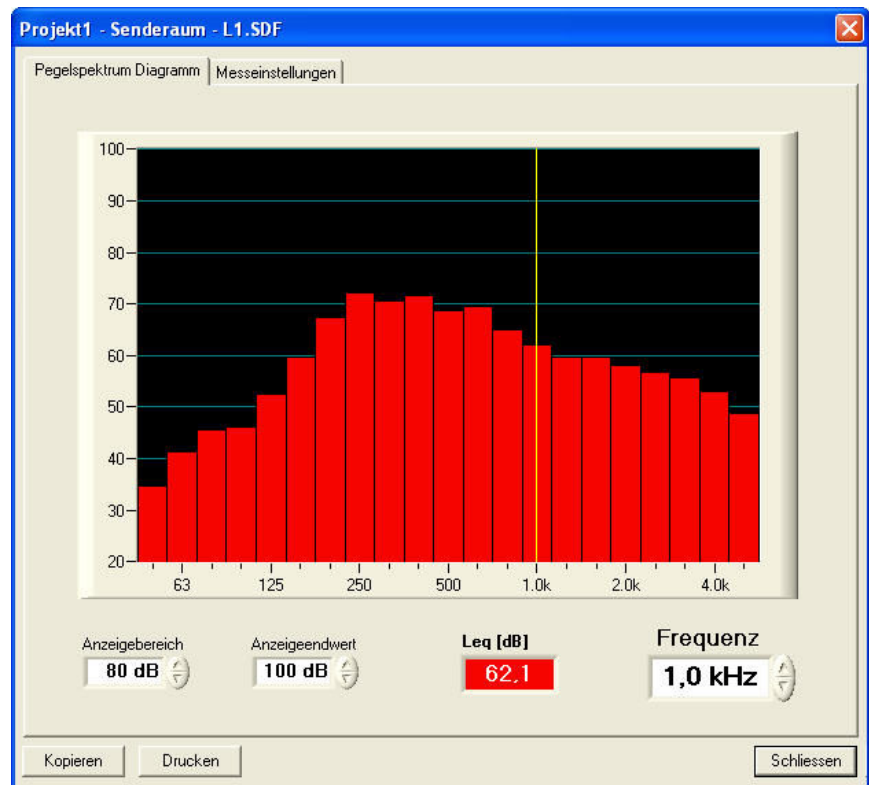 Projekt1 - Senderaum - L1.SDF
Pegelspektrum Diagramm
Messeinstellungen
100
90
80
70
60
50
40
30
20
63 125 250 500 1.0k 2.0k 4.0k
Anzeigebereich
80 dB
Anzeigeendwert
100 dB
Leq [dB]
62,1
Frequenz
1,0 kHz
Kopieren
Drucken
Schliessen